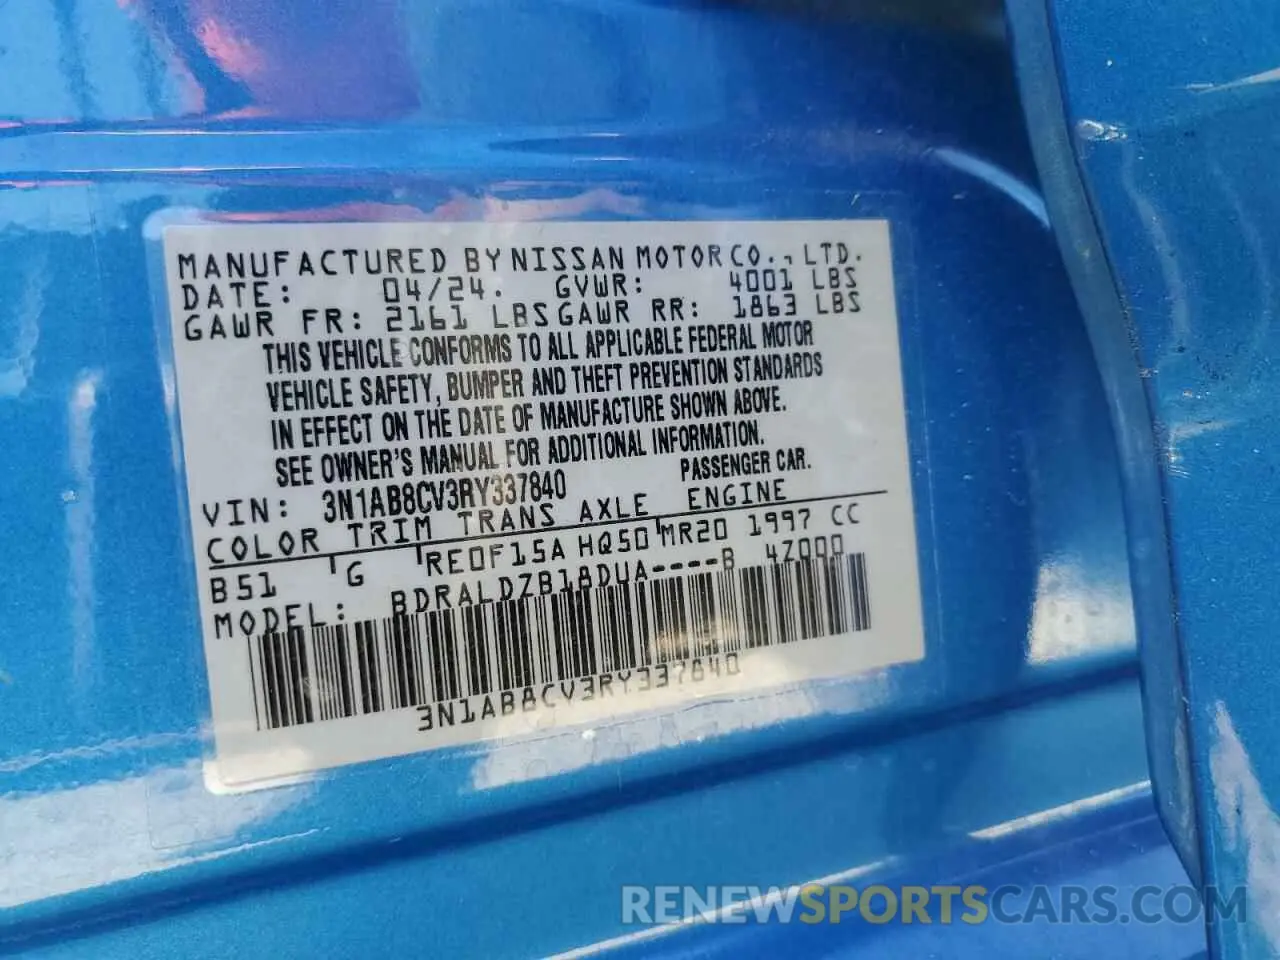 MANUFACTURED BY NISSAN MOTOR CO., LTD.
DATE: 04/24. GVWR: 4001 LBS
GAWR FR: 2161 LBS GAWR RR: 1863 LBS
THIS VEHICLE CONFORMS TO ALL APPLICABLE FEDERAL MOTOR
VEHICLE SAFETY, BUMPER AND THEFT PREVENTION STANDARDS
IN EFFECT ON THE DATE OF MANUFACTURE SHOWN ABOVE.
SEE OWNER'S MANUAL FOR ADDITIONAL INFORMATION.
VIN: 3N1AB8CV3RY337840 PASSENGER CAR.
COLOR TRIM TRANS AXLE ENGINE
B51 G RE0F15A HQ50 MR20 1997 CC
MODEL: BDRALDZB18DUA----B 4Z000
3N1AB8CV3RY337840
RENEWSPORTSCARS.COM